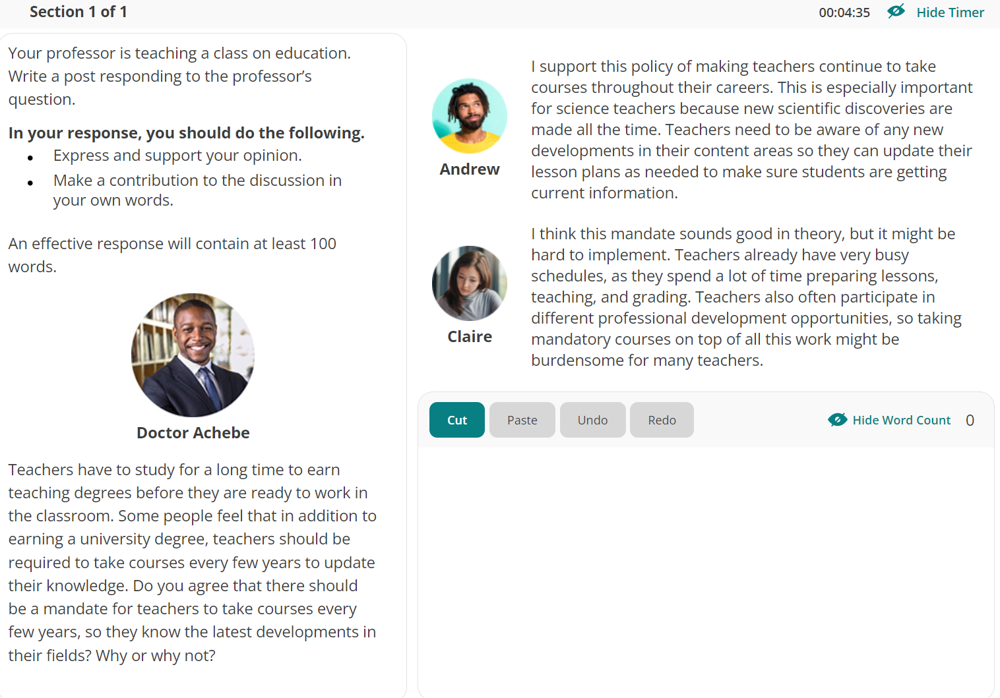 Section 1 of 1
00:04:35
Hide Timer
Your professor is teaching a class on education.
Write a post responding to the professor’s
question.
In your response, you should do the following.
• Express and support your opinion.
• Make a contribution to the discussion in
your own words.
An effective response will contain at least 100
words.
Doctor Achebe
Teachers have to study for a long time to earn
teaching degrees before they are ready to work in
the classroom. Some people feel that in addition to
earning a university degree, teachers should be
required to take courses every few years to update
their knowledge. Do you agree that there should
be a mandate for teachers to take courses every
few years, so they know the latest developments in
their fields? Why or why not?
I support this policy of making teachers continue to take
courses throughout their careers. This is especially important
for science teachers because new scientific discoveries are
made all the time. Teachers need to be aware of any new
developments in their content areas so they can update their
lesson plans as needed to make sure students are getting
current information.
Andrew
I think this mandate sounds good in theory, but it might be
hard to implement. Teachers already have very busy
schedules, as they spend a lot of time preparing lessons,
teaching, and grading. Teachers also often participate in
different professional development opportunities, so taking
mandatory courses on top of all this work might be
burdensome for many teachers.
Claire
Cut
Paste
Undo
Redo
Hide Word Count
0